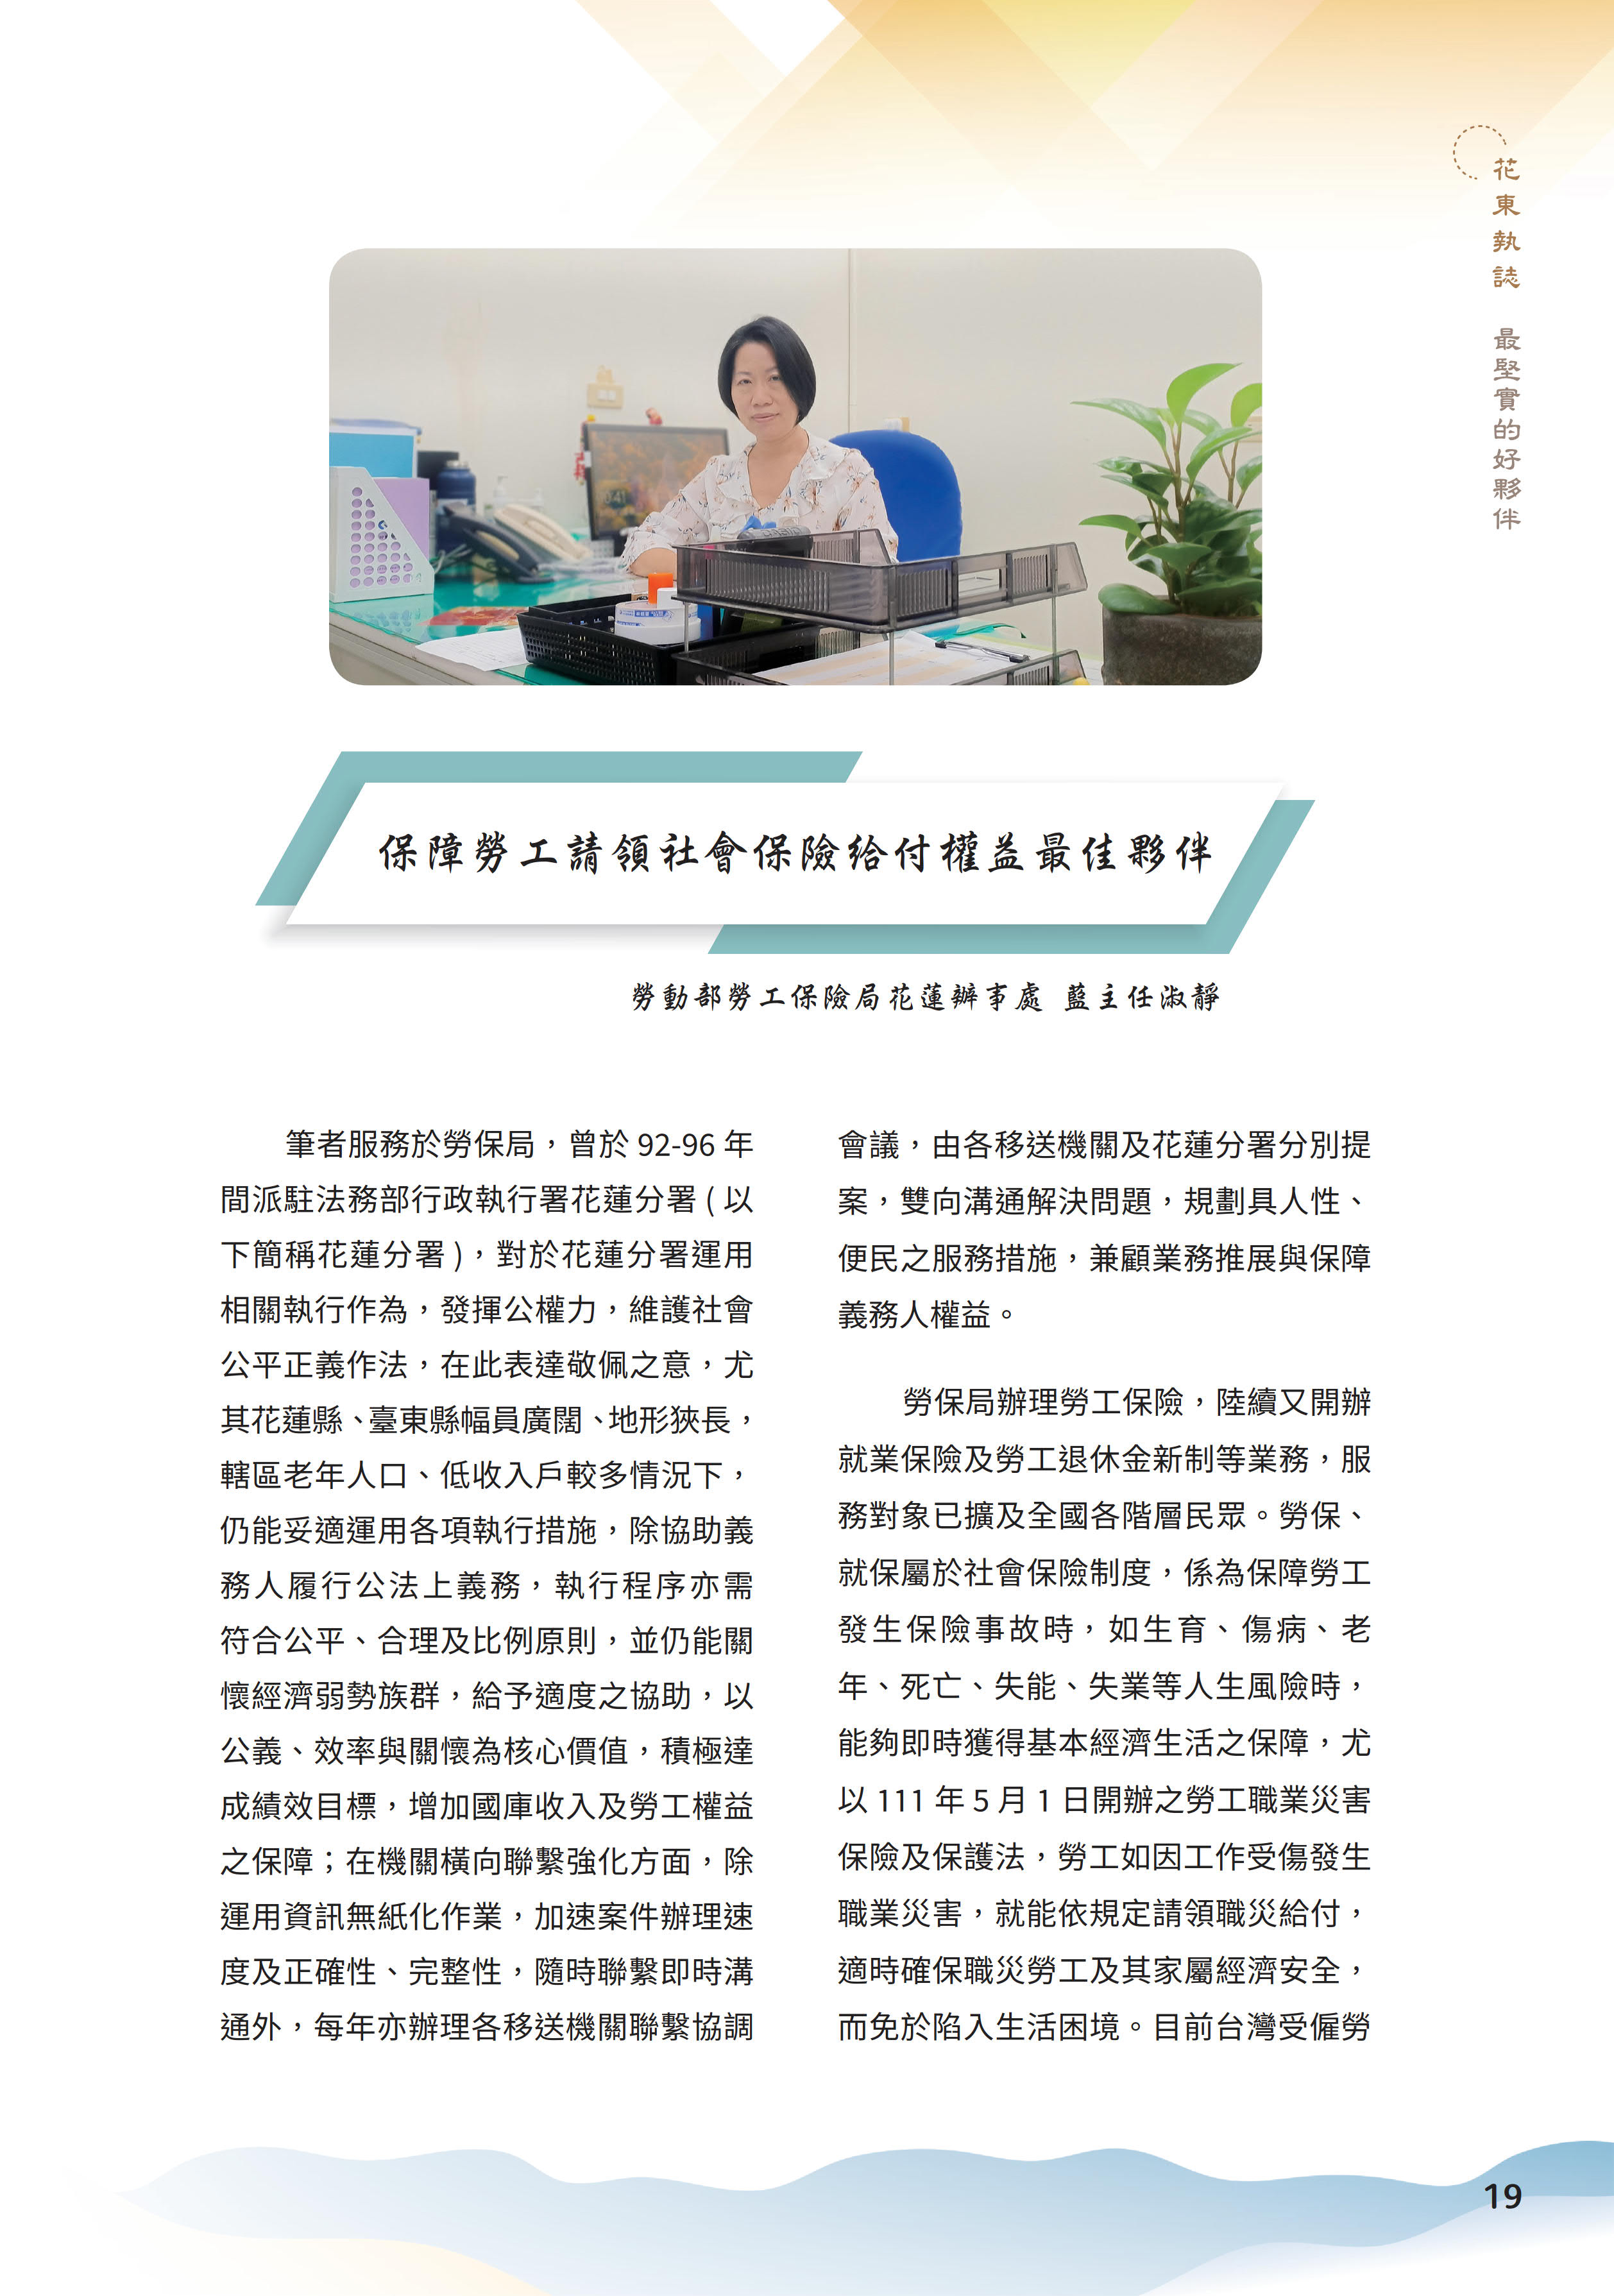 花東執誌 最堅實的好夥伴
保障勞工請領社會保險給付權益最佳夥伴
勞動部勞工保險局花蓮辦事處 藍主任淑靜
筆者服務於勞保局，曾於 92-96 年
間派駐法務部行政執行署花蓮分署 ( 以
下簡稱花蓮分署 )，對於花蓮分署運用
相關執行作為，發揮公權力，維護社會
公平正義作法，在此表達敬佩之意，尤
其花蓮縣、臺東縣幅員廣闊、地形狹長，
轄區老年人口、低收入戶較多情況下，
仍能妥適運用各項執行措施，除協助義
務人履行公法上義務，執行程序亦需
符合公平、合理及比例原則，並仍能關
懷經濟弱勢族群，給予適度之協助，以
公義、效率與關懷為核心價值，積極達
成績效目標，增加國庫收入及勞工權益
之保障；在機關橫向聯繫強化方面，除
運用資訊無紙化作業，加速案件辦理速
度及正確性、完整性，隨時聯繫即時溝
通外，每年亦辦理各移送機關聯繫協調
會議，由各移送機關及花蓮分署分別提
案，雙向溝通解決問題，規劃具人性、
便民之服務措施，兼顧業務推展與保障
義務人權益。
勞保局辦理勞工保險，陸續又開辦
就業保險及勞工退休金新制等業務，服
務對象已擴及全國各階層民眾。勞保、
就保屬於社會保險制度，係為保障勞工
發生保險事故時，如生育、傷病、老
年、死亡、失能、失業等人生風險時，
能夠即時獲得基本經濟生活之保障，尤
以 111 年 5 月 1 日開辦之勞工職業災害
保險及保護法，勞工如因工作受傷發生
職業災害，就能依規定請領職災給付，
適時確保職災勞工及其家屬經濟安全，
而免於陷入生活困境。目前台灣受僱勞
19